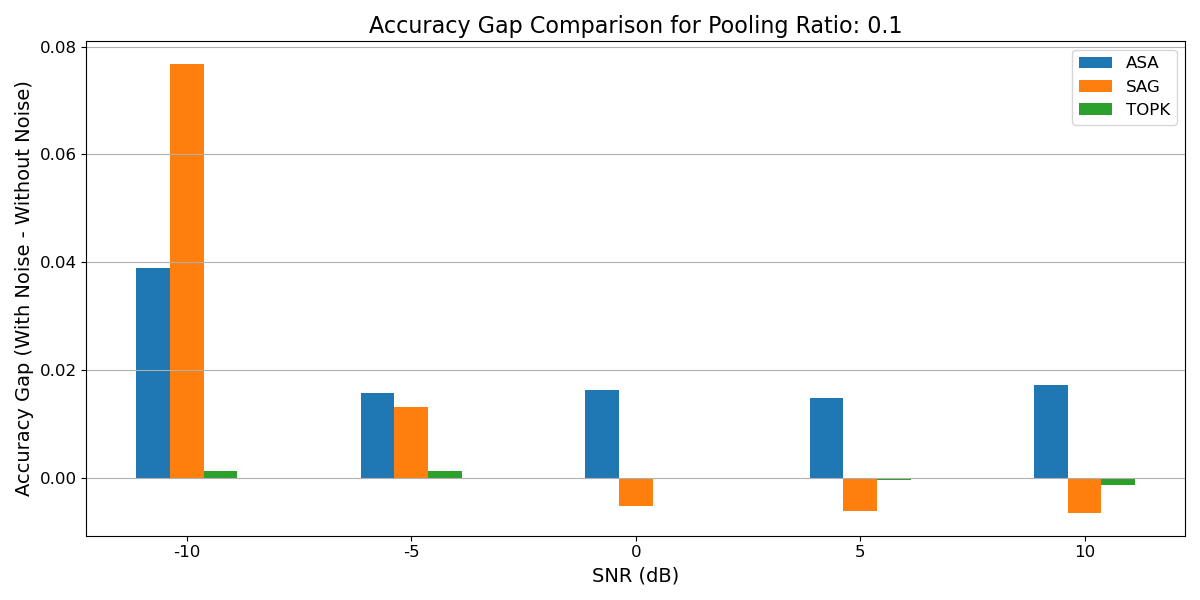 Accuracy Gap Comparison for Pooling Ratio: 0.1
Accuracy Gap (With Noise - Without Noise)
0.08
0.06
0.04
0.02
0.00
ASA
SAG
TOPK
-10
-5
0
5
10
SNR (dB)